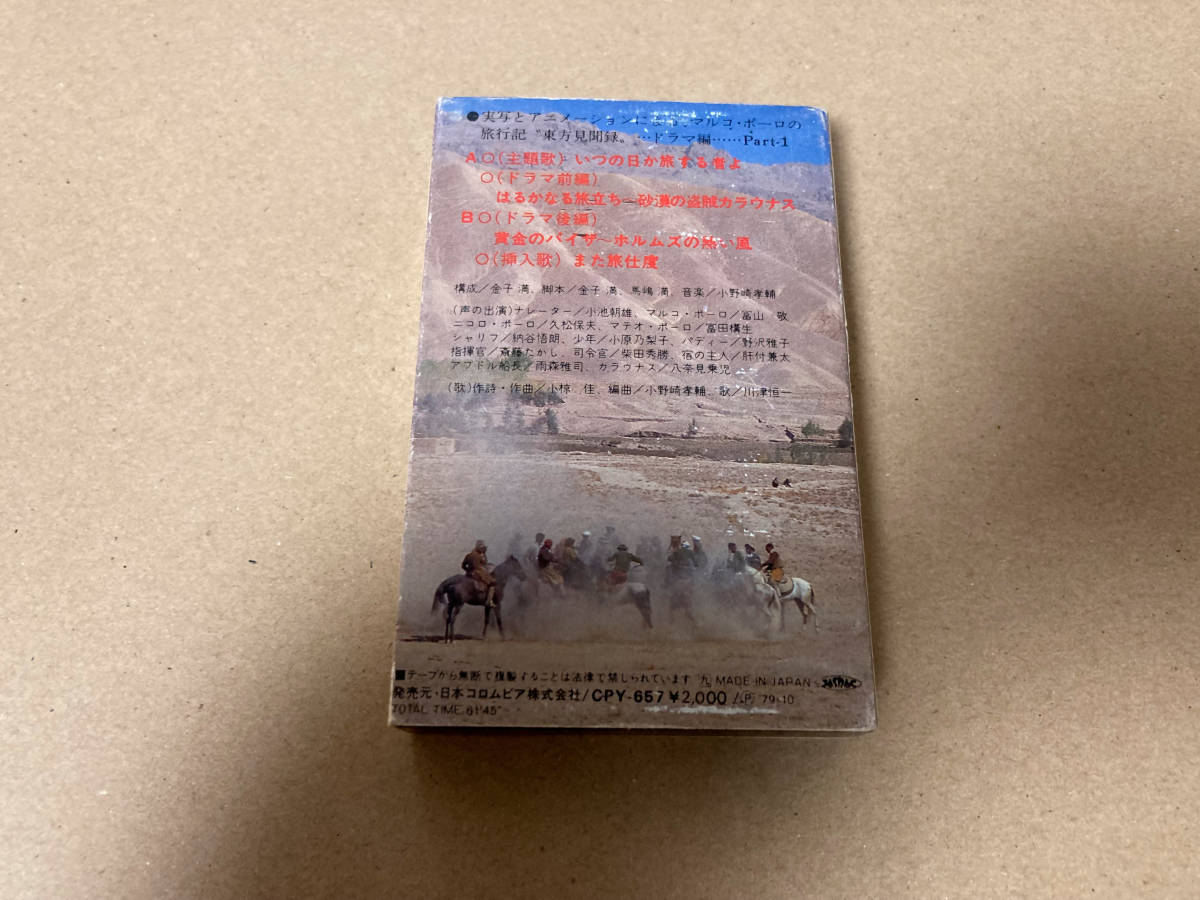 ●実写とアニメーションによる、マルコ・ポーロの
旅行記〝東方見聞録〟…ドラマ編……Part-1
A○(主題歌) いつの日か旅する者よ
○(ドラマ前編)
はるかなる旅立ち〜砂漠の盗賊カラウナス
B○(ドラマ後編)
黄金のパイザ〜ホルムズの熱い風
○(挿入歌) また旅仕度
構成/金子 満、脚本/金子 満、馬嶋 満、音楽/小野崎孝輔
(声の出演)ナレーター/小池朝雄、マルコ・ポーロ/富山 敬
ニコロ・ポーロ/久松保夫、マテオ・ポーロ/富田耕生
シャリフ/納谷悟朗、少年/小原乃梨子、バディー/野沢雅子
指揮官/斎藤たかし、司令官/柴田秀勝、宿の主人/肝付兼太
アブドル船長/雨森雅司、カラウナス/八奈見乗児
(歌)作詩・作曲/小椋 佳、編曲/小野崎孝輔、歌/川津恒一
■テープから無断で複製することは法律で禁じられています 九 MADE IN JAPAN
発売元・日本コロムビア株式会社/CPY-657 ¥2,000 '79・10
TOTAL TIME 61'45"